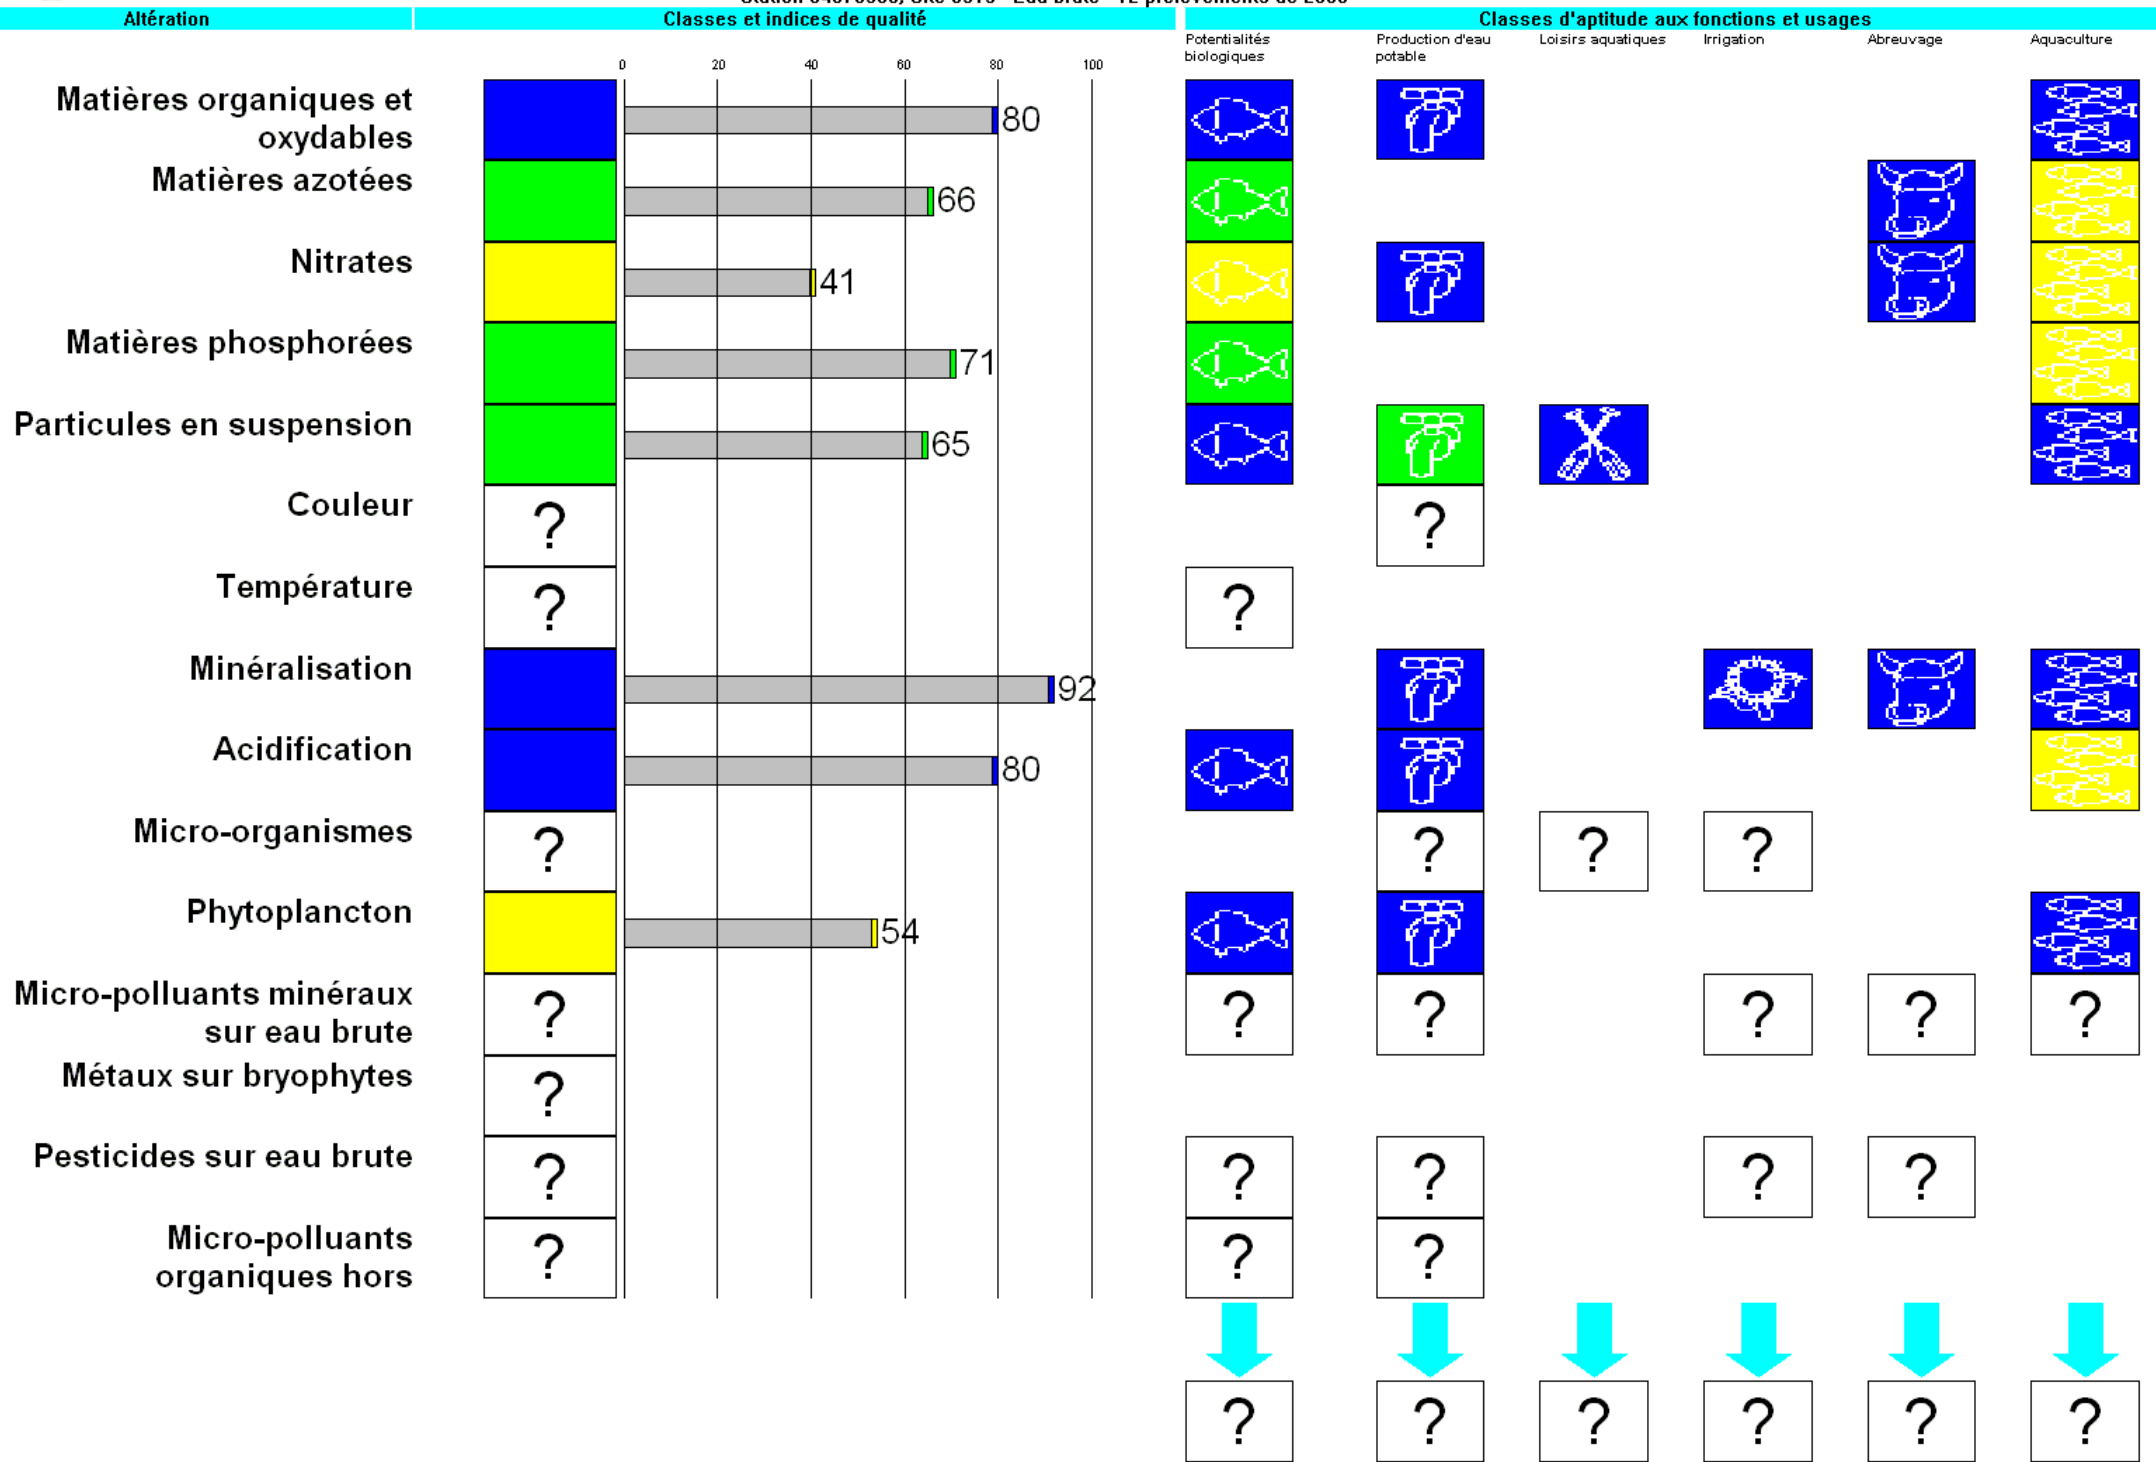 Altération Classes et indices de qualité Classes d'aptitude aux fonctions et usages
Potentialités biologiques Production d'eau potable Loisirs aquatiques Irrigation Abreuvage Aquaculture
0 20 40 60 80 100
Matières organiques et
oxydables
80
Matières azotées
66
Nitrates
41
Matières phosphorées
71
Particules en suspension
65
Couleur
? ?
Température
? ?
Minéralisation
92
Acidification
80
Micro-organismes
? ? ? ?
Phytoplancton
54
Micro-polluants minéraux
sur eau brute
? ? ? ? ? ?
Métaux sur bryophytes
?
Pesticides sur eau brute
? ? ? ? ?
Micro-polluants
organiques hors
? ? ?
? ? ? ? ? ?